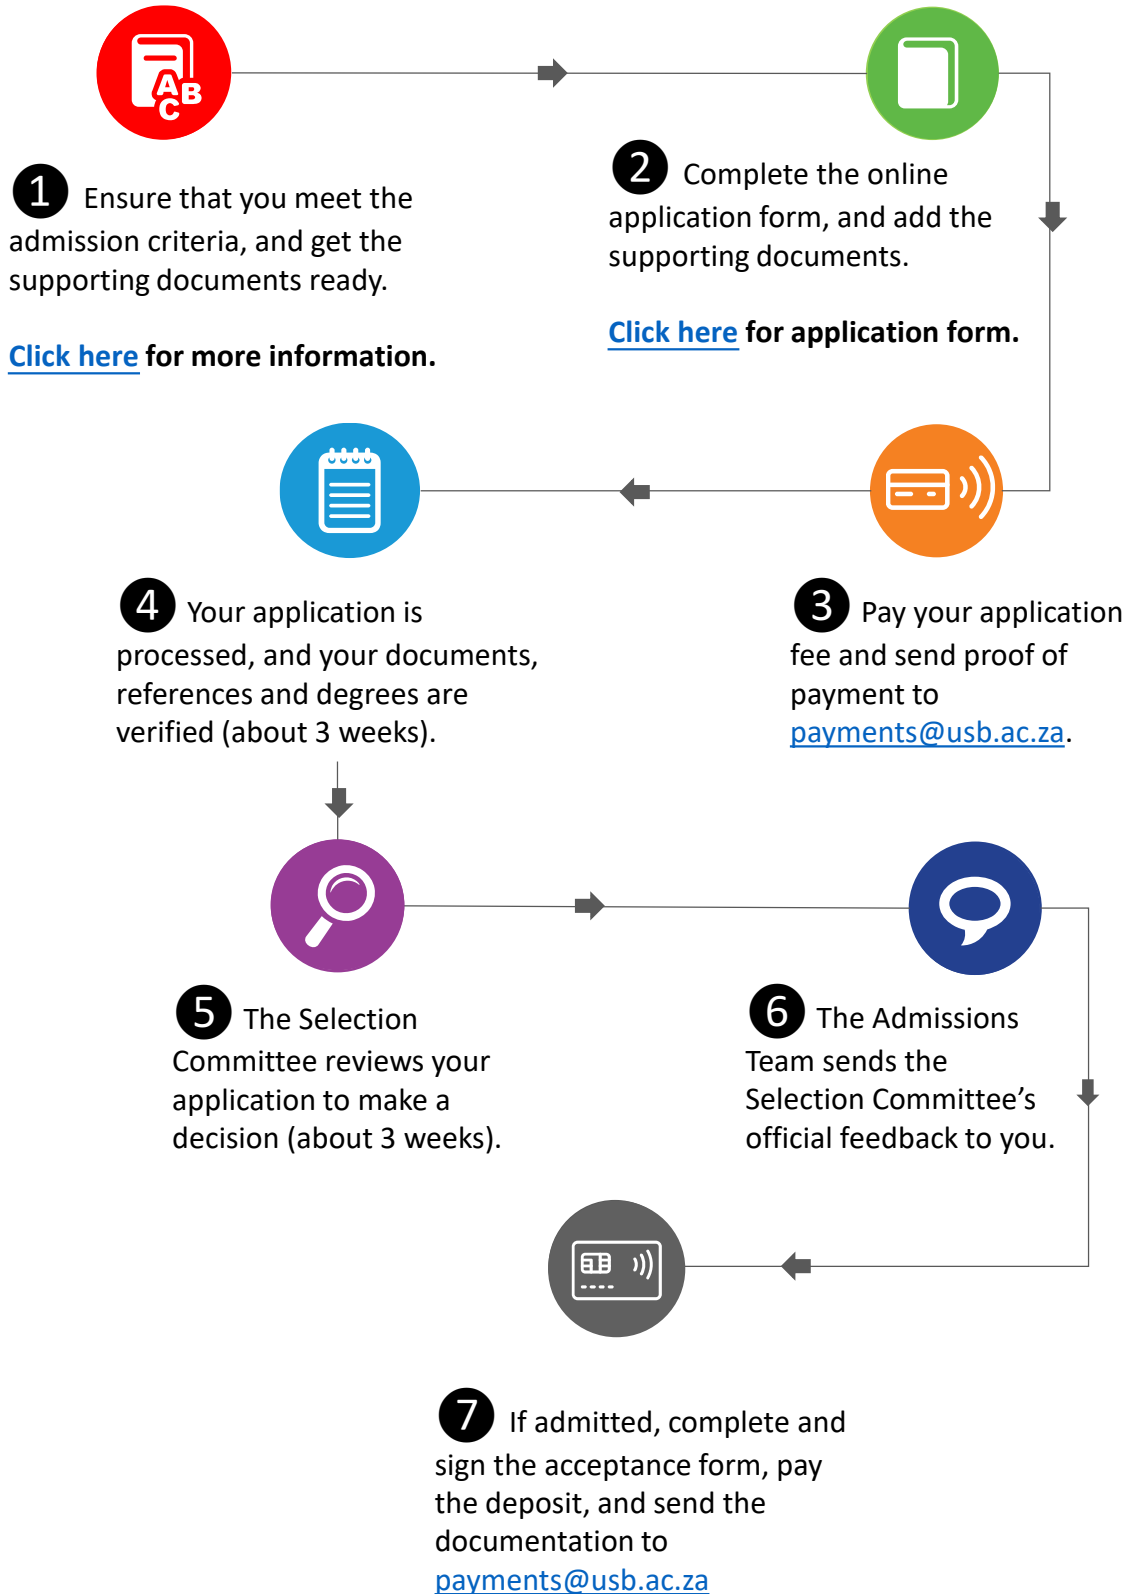 A
B
C
1 Ensure that you meet the
admission criteria, and get the
supporting documents ready.
Click here for more information.
2 Complete the online
application form, and add the
supporting documents.
Click here for application form.
3 Pay your application
fee and send proof of
payment to
payments@usb.ac.za.
4 Your application is
processed, and your documents,
references and degrees are
verified (about 3 weeks).
5 The Selection
Committee reviews your
application to make a
decision (about 3 weeks).
6 The Admissions
Team sends the
Selection Committee’s
official feedback to you.
7 If admitted, complete and
sign the acceptance form, pay
the deposit, and send the
documentation to
payments@usb.ac.za